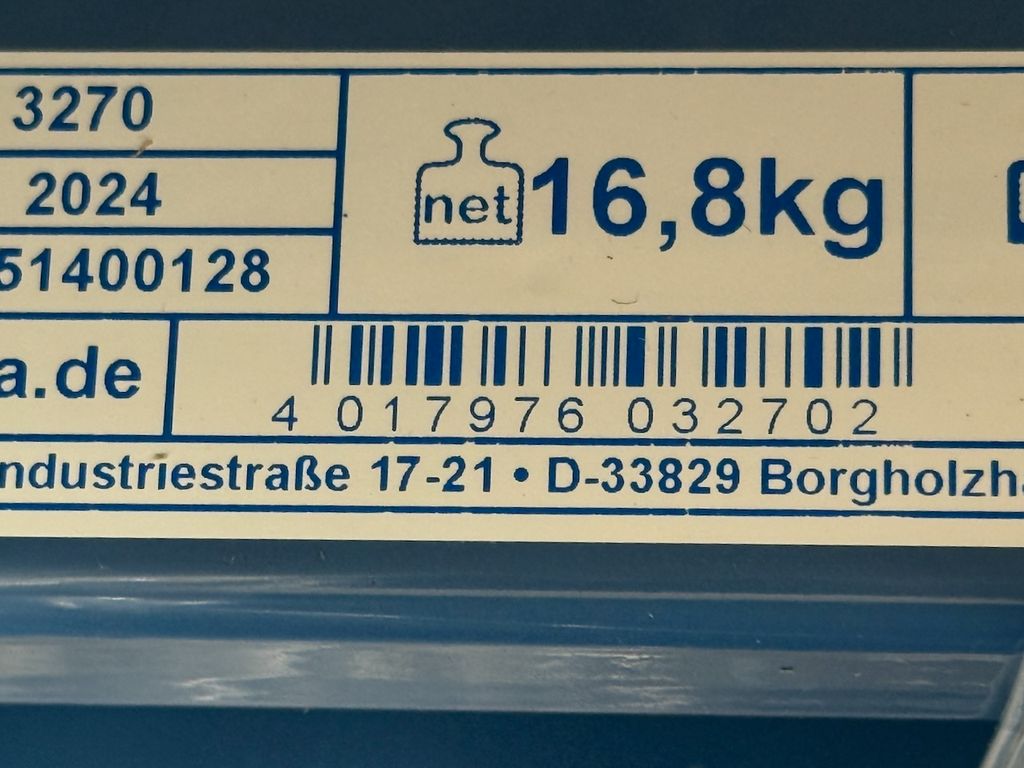 3270
2024
51400128
net 16,8kg
a.de
4 017976 032702
ndustriestraße 17-21 • D-33829 Borgholzh